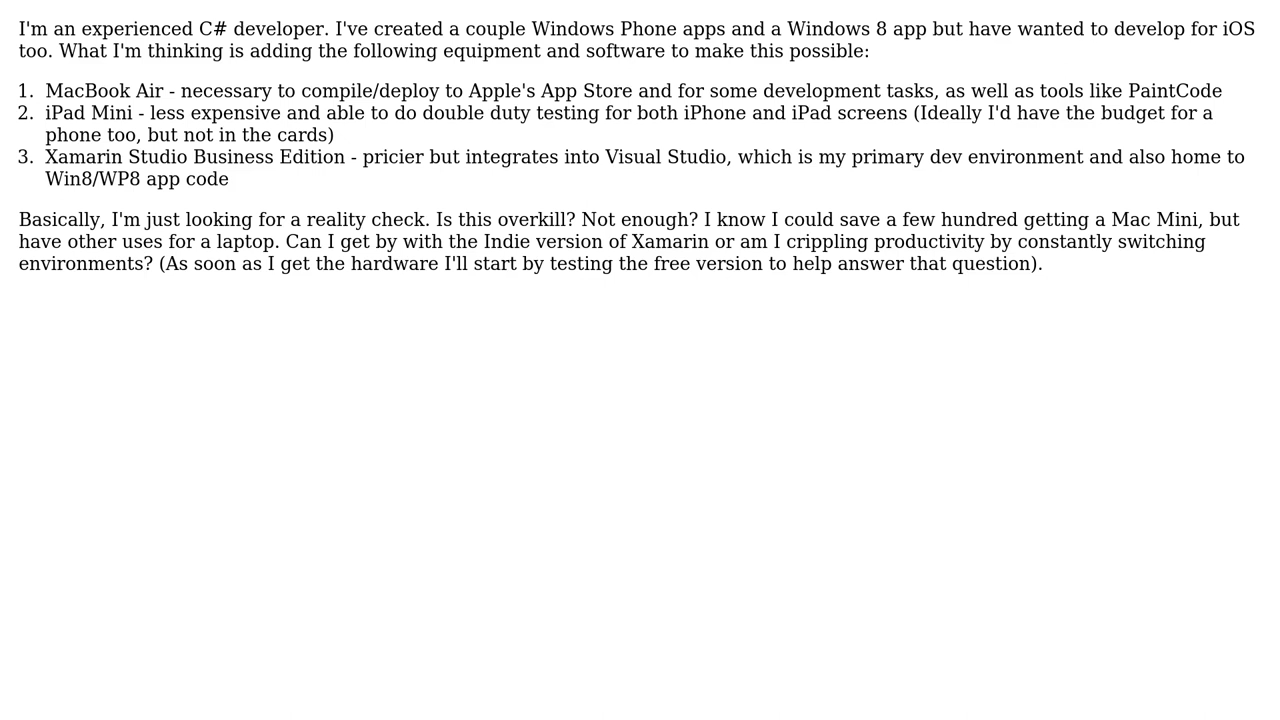 I'm an experienced C# developer. I've created a couple Windows Phone apps and a Windows 8 app but have wanted to develop for iOS
too. What I'm thinking is adding the following equipment and software to make this possible:
1. MacBook Air - necessary to compile/deploy to Apple's App Store and for some development tasks, as well as tools like PaintCode
2. iPad Mini - less expensive and able to do double duty testing for both iPhone and iPad screens (Ideally I'd have the budget for a
phone too, but not in the cards)
3. Xamarin Studio Business Edition - pricier but integrates into Visual Studio, which is my primary dev environment and also home to
Win8/WP8 app code
Basically, I'm just looking for a reality check. Is this overkill? Not enough? I know I could save a few hundred getting a Mac Mini, but
have other uses for a laptop. Can I get by with the Indie version of Xamarin or am I crippling productivity by constantly switching
environments? (As soon as I get the hardware I'll start by testing the free version to help answer that question).